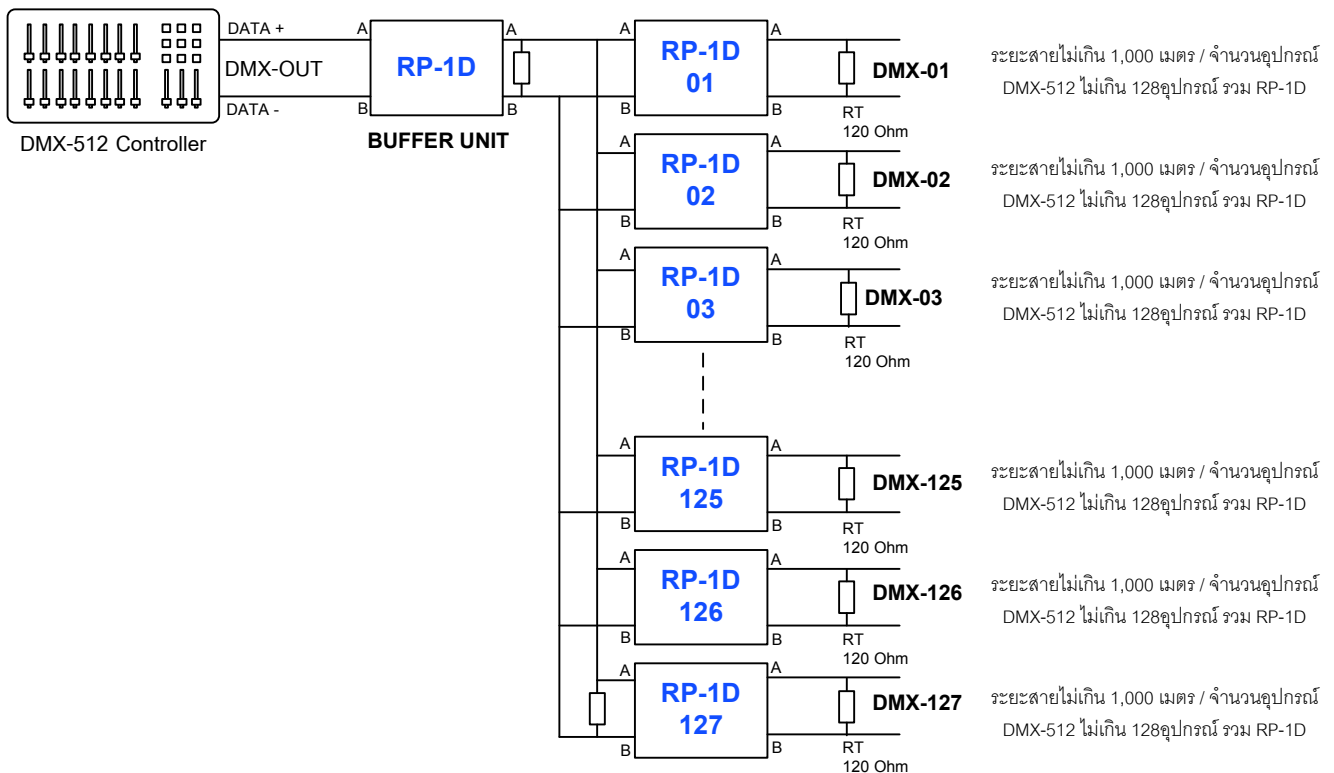 DATA +
DMX-OUT
DATA -
DMX-512 Controller
A
B
RP-1D
A
B
BUFFER UNIT
A
B
RP-1D
01
A
B
DMX-01
RT
120 Ohm
ระยะสายไม่เกิน 1,000 เมตร / จำนวนอุปกรณ์
DMX-512 ไม่เกิน 128อุปกรณ์ รวม RP-1D
A
B
RP-1D
02
A
B
DMX-02
RT
120 Ohm
ระยะสายไม่เกิน 1,000 เมตร / จำนวนอุปกรณ์
DMX-512 ไม่เกิน 128อุปกรณ์ รวม RP-1D
A
B
RP-1D
03
A
B
DMX-03
RT
120 Ohm
ระยะสายไม่เกิน 1,000 เมตร / จำนวนอุปกรณ์
DMX-512 ไม่เกิน 128อุปกรณ์ รวม RP-1D
A
B
RP-1D
125
A
B
DMX-125
RT
120 Ohm
ระยะสายไม่เกิน 1,000 เมตร / จำนวนอุปกรณ์
DMX-512 ไม่เกิน 128อุปกรณ์ รวม RP-1D
A
B
RP-1D
126
A
B
DMX-126
RT
120 Ohm
ระยะสายไม่เกิน 1,000 เมตร / จำนวนอุปกรณ์
DMX-512 ไม่เกิน 128อุปกรณ์ รวม RP-1D
A
B
RP-1D
127
A
B
DMX-127
RT
120 Ohm
ระยะสายไม่เกิน 1,000 เมตร / จำนวนอุปกรณ์
DMX-512 ไม่เกิน 128อุปกรณ์ รวม RP-1D